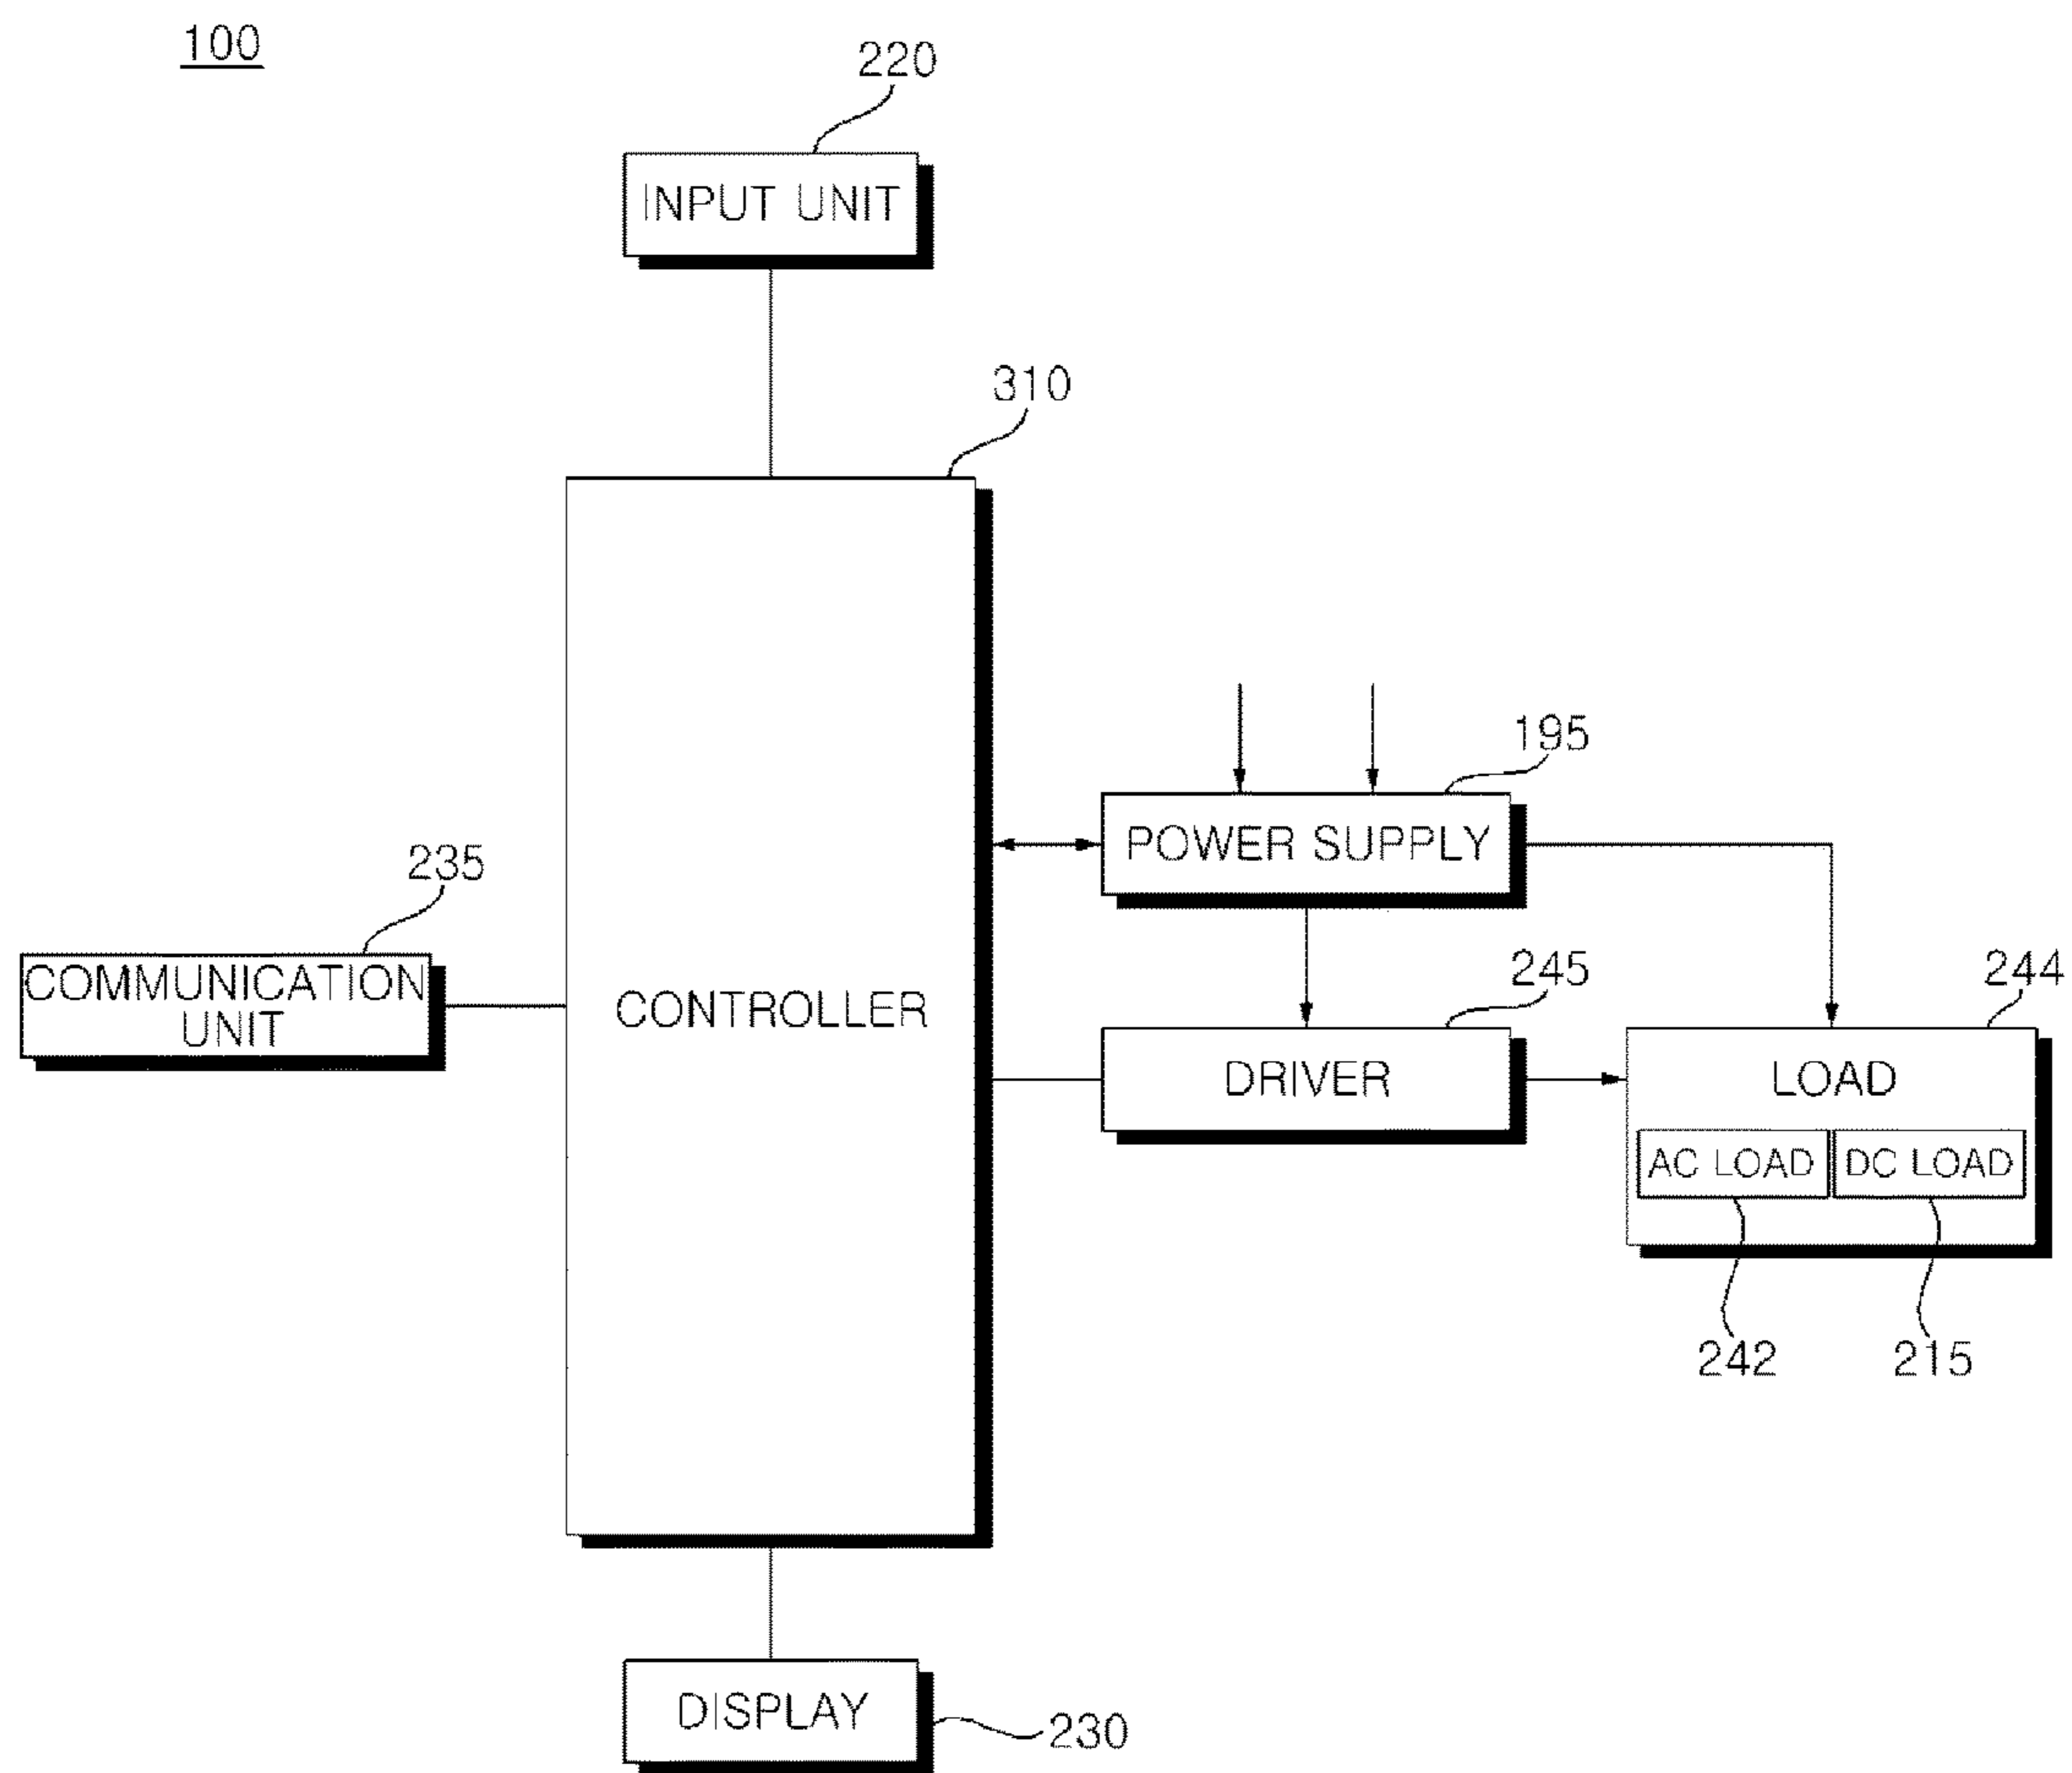 100
220
INPUT UNIT
310
195
POWER SUPPLY
235
COMMUNICATION
UNIT
CONTROLLER
245
DRIVER
244
LOAD
AC LOAD
DC LOAD
242
215
DISPLAY
230